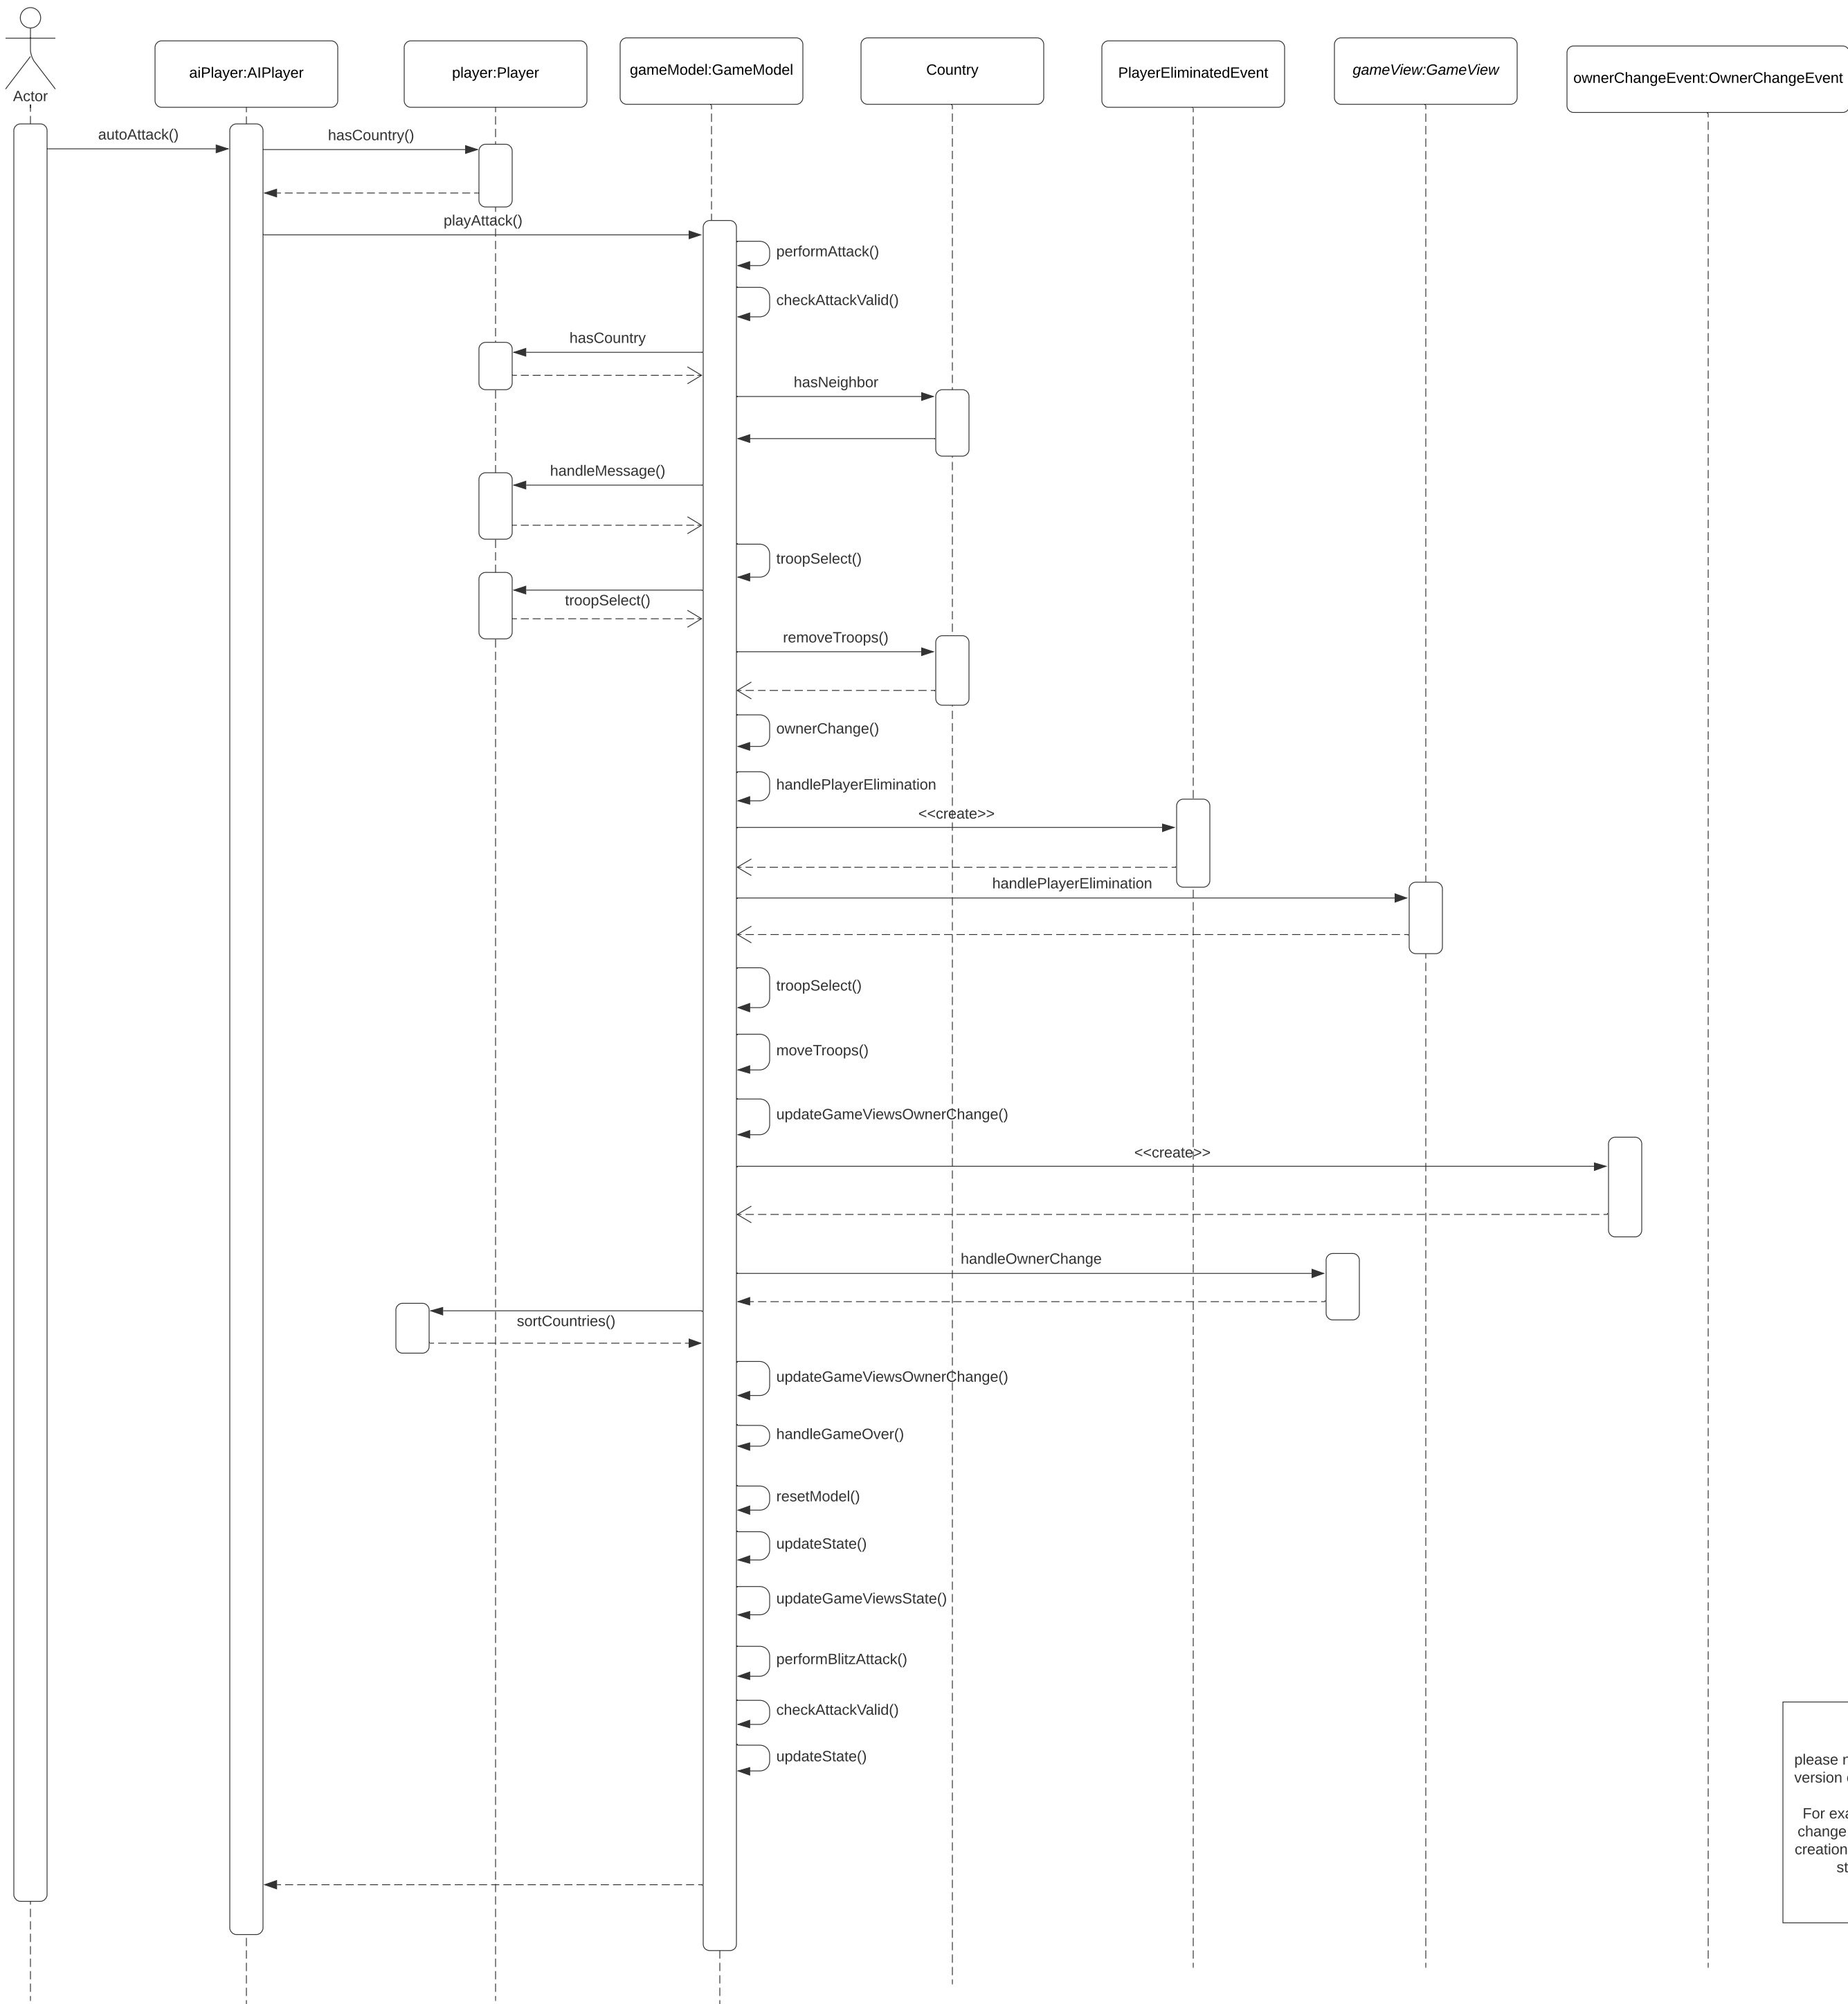 Actor
aiPlayer:AIPlayer
player:Player
gameModel:GameModel
Country
PlayerEliminatedEvent
gameView:GameView
ownerChangeEvent:OwnerChangeEvent
autoAttack()
hasCountry()
playAttack()
performAttack()
checkAttackValid()
hasCountry
hasNeighbor
handleMessage()
troopSelect()
troopSelect()
removeTroops()
ownerChange()
handlePlayerElimination
<<create>>
handlePlayerElimination
troopSelect()
moveTroops()
updateGameViewsOwnerChange()
<<create>>
handleOwnerChange
sortCountries()
updateGameViewsOwnerChange()
handleGameOver()
resetModel()
updateState()
updateGameViewsState()
performBlitzAttack()
checkAttackValid()
updateState()
please
version
For
change
creation